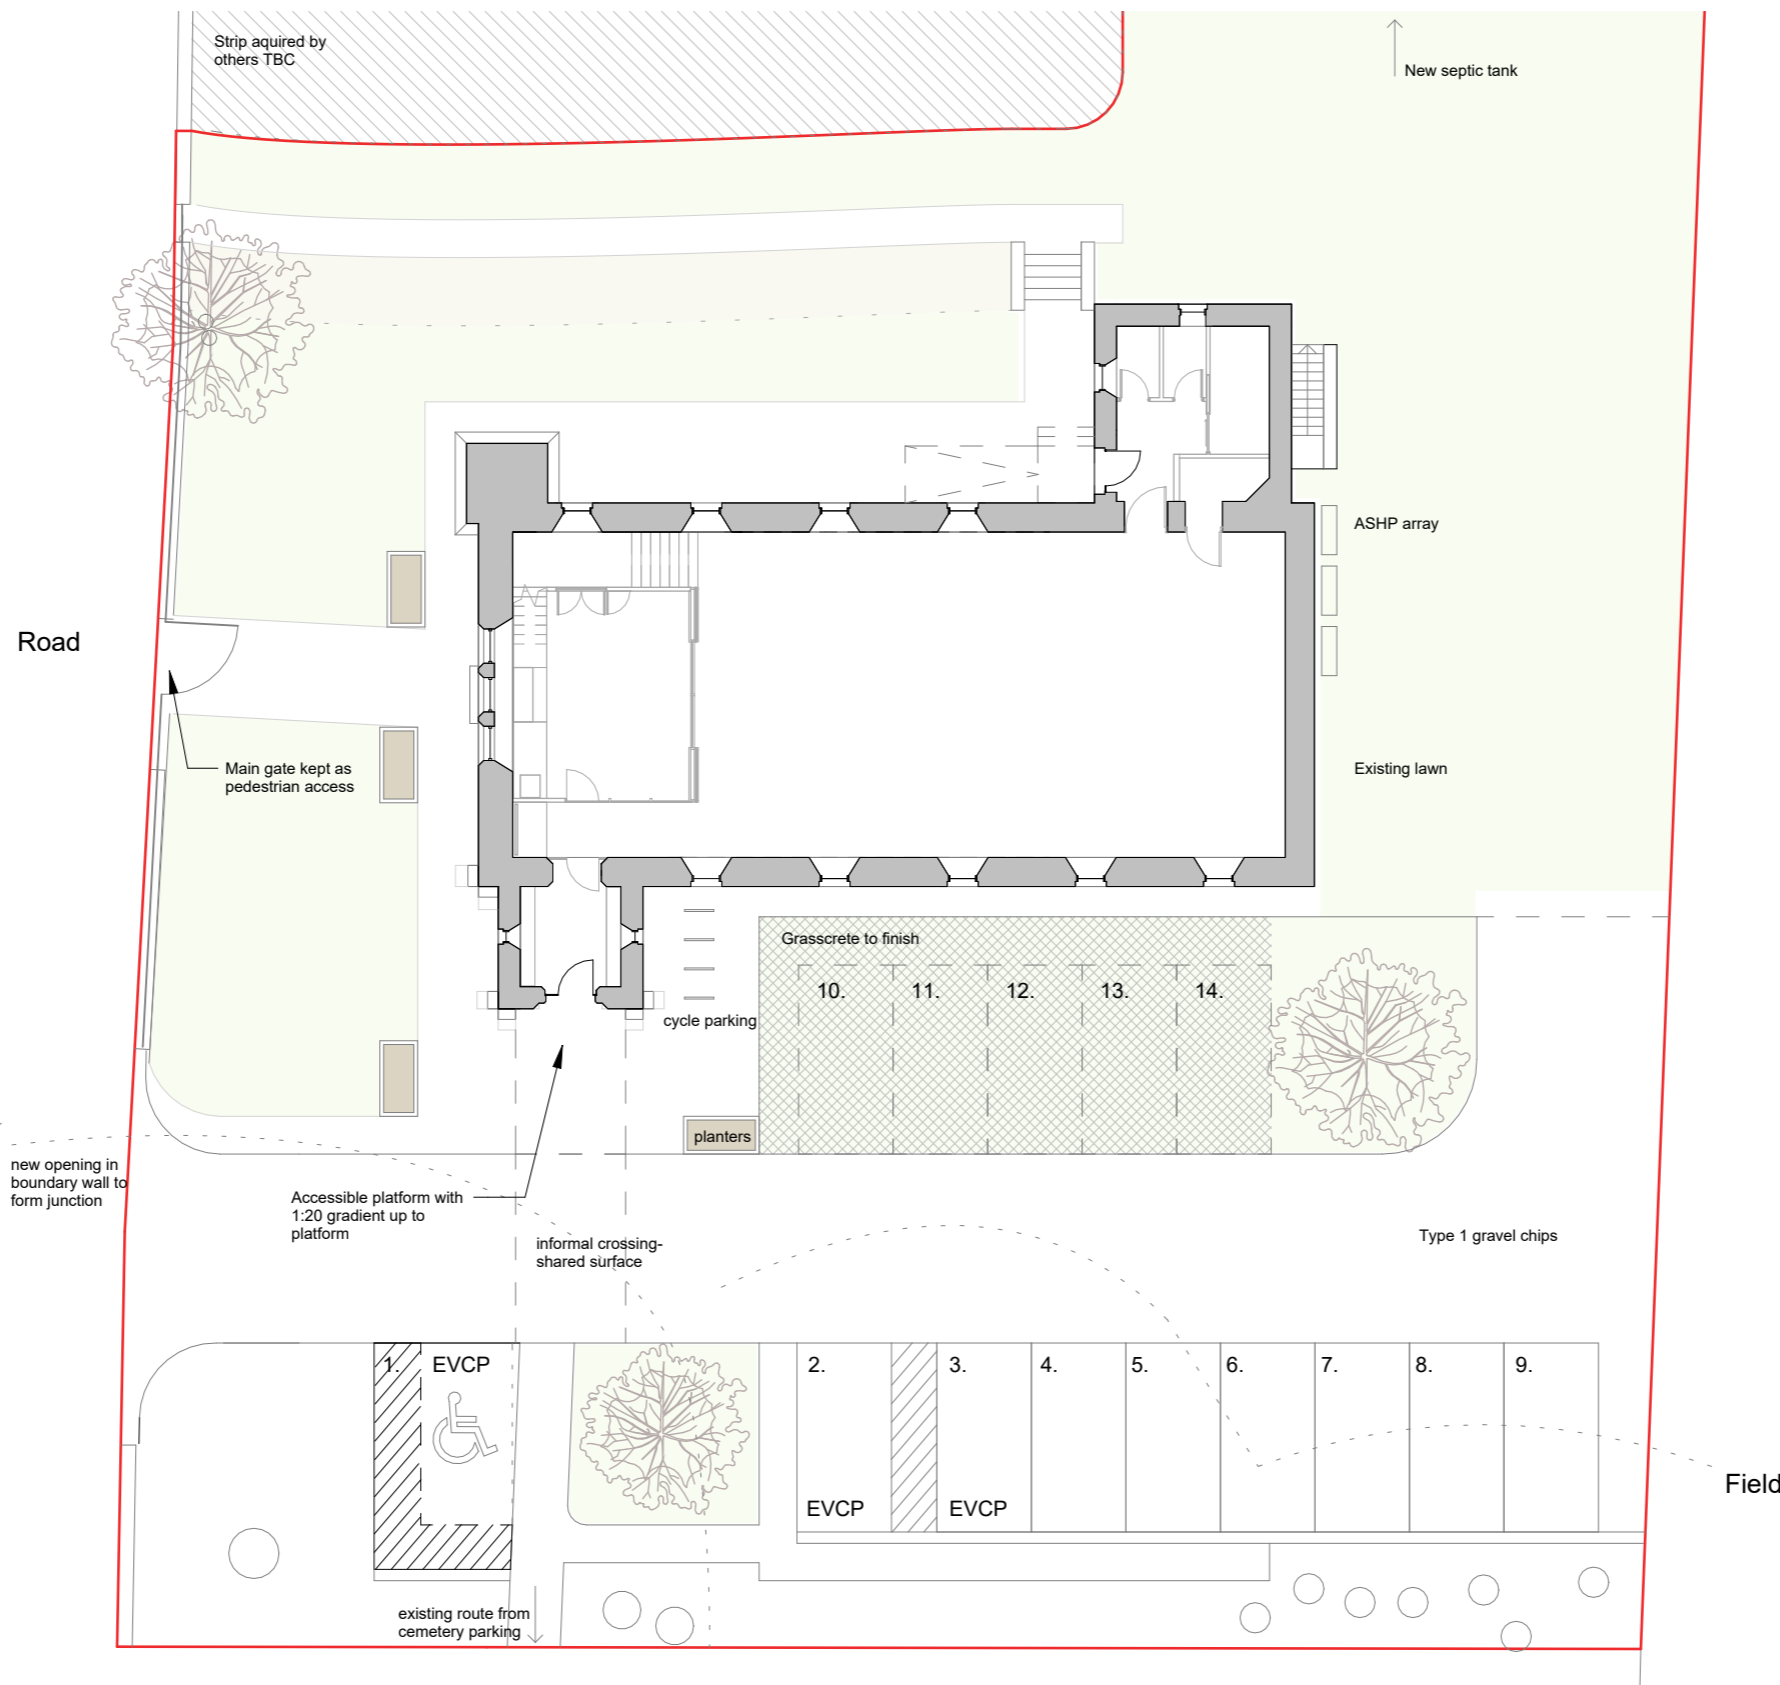 Strip aquired by
others TBC
New septic tank
ASHP array
Road
Main gate kept as
pedestrian access
Existing lawn
Grasscrete to finish
10. 11. 12. 13. 14.
cycle parking
planters
new opening in
boundary wall to
form junction
Accessible platform with
1:20 gradient up to
platform
informal crossing-
shared surface
Type 1 gravel chips
1. EVCP 2. 3. 4. 5. 6. 7. 8. 9.
Field
EVCP EVCP
existing route from
cemetery parking